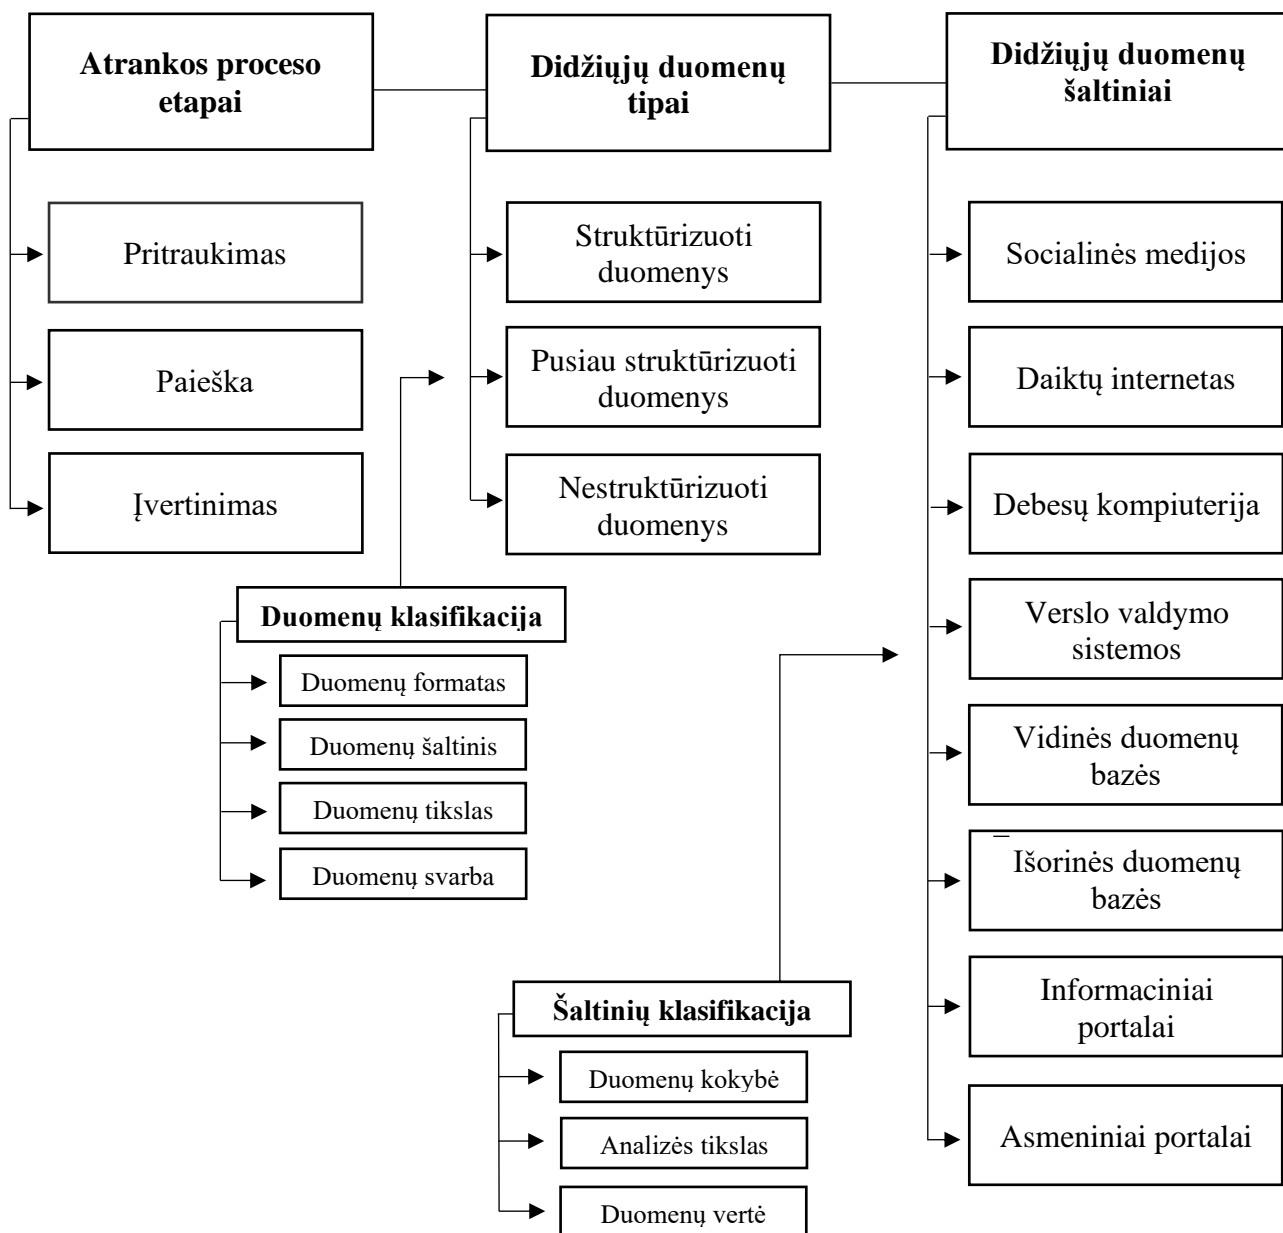 Atrankos proceso
etapai
Pritraukimas
Paieška
Įvertinimas
Didžiųjų duomenų
tipai
Struktūrizuoti
duomenys
Pusiau struktūrizuoti
duomenys
Nestruktūrizuoti
duomenys
Didžiųjų duomenų
šaltiniai
Socialinės medijos
Daiktų internetas
Debesų kompiuterija
Verslo valdymo
sistemos
Vidinės duomenų
bazės
Išorinės duomenų
bazės
Informaciniai
portalai
Asmeniniai portalai
Duomenų klasifikacija
Duomenų formatas
Duomenų šaltinis
Duomenų tikslas
Duomenų svarba
Šaltinių klasifikacija
Duomenų kokybė
Analizės tikslas
Duomenų vertė